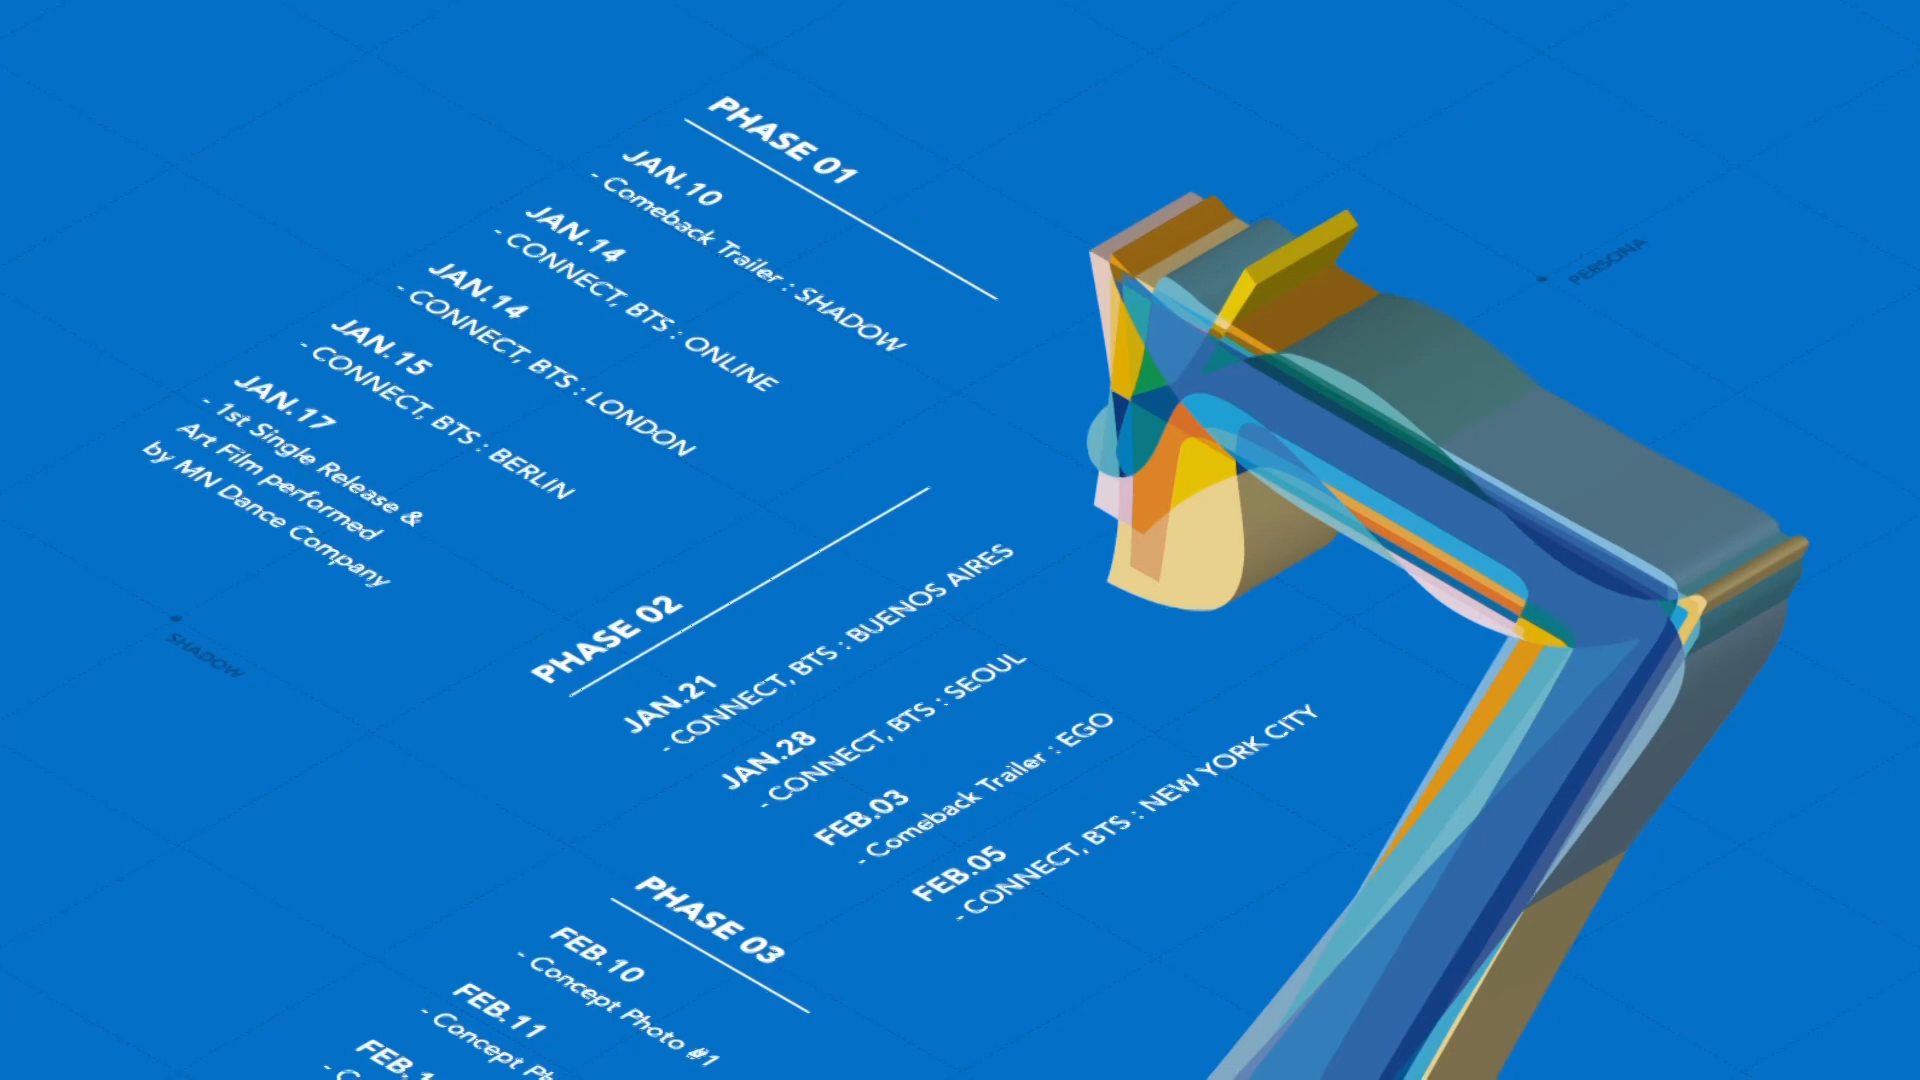 PHASE 01
JAN.10
- Comeback Trailer : SHADOW
JAN.14
- CONNECT, BTS : ONLINE
JAN.14
- CONNECT, BTS : LONDON
JAN.15
- CONNECT, BTS : BERLIN
JAN.17
- 1st Single Release &
Art Film performed
by MN Dance Company
PHASE 02
JAN.21
- CONNECT, BTS : BUENOS AIRES
JAN.28
- CONNECT, BTS : SEOUL
FEB.03
- Comeback Trailer : EGO
FEB.05
- CONNECT, BTS : NEW YORK CITY
PHASE 03
FEB.10
- Concept Photo #1
FEB.11
- Concept
PERSONA
SHADOW